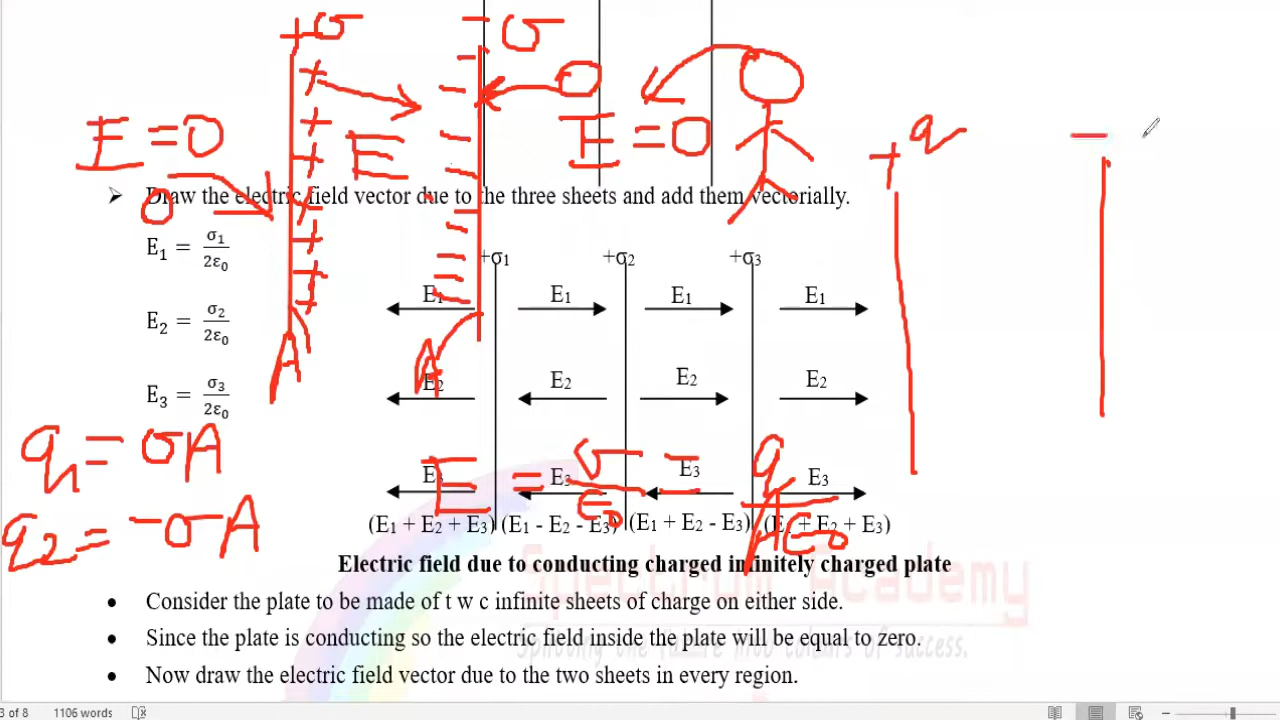 +σ
- σ
E = 0
E
E = 0
+q
-
0
0
➢ Draw the electric field vector due to the three sheets and add them vectorially.
E₁ = σ₁/2ε₀
+σ₁ +σ₂ +σ₃
E₁ E₁ E₁ E₁
E₂ = σ₂/2ε₀
A A
E₂ E₂ E₂ E₂
E₃ = σ₃/2ε₀
q = σA
E = σ/ε₀ = q/Aε₀
E₃ E₃ E₃ E₃
q₂ = -σA
(E₁ + E₂ + E₃) (E₁ - E₂ - E₃) (E₁ + E₂ - E₃) (E₁ + E₂ + E₃)
Electric field due to conducting charged infinitely charged plate
• Consider the plate to be made of t w c infinite sheets of charge on either side.
• Since the plate is conducting so the electric field inside the plate will be equal to zero.
• Now draw the electric field vector due to the two sheets in every region.
Spectrum Academy
3 of 8 1106 words